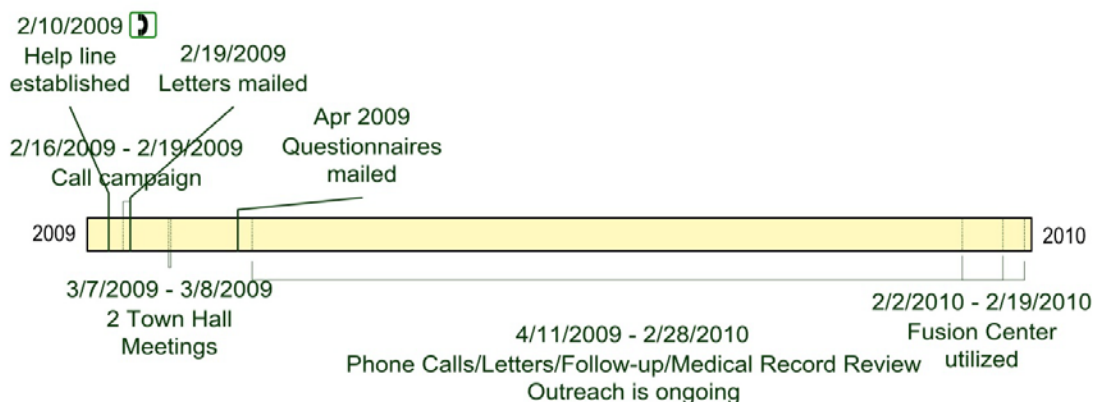 2/10/2009
Help line
established
2/19/2009
Letters mailed
Apr 2009
Questionnaires
mailed
2/16/2009 - 2/19/2009
Call campaign
2009
2010
3/7/2009 - 3/8/2009
2 Town Hall
Meetings
4/11/2009 - 2/28/2010
Phone Calls/Letters/Follow-up/Medical Record Review
Outreach is ongoing
2/2/2010 - 2/19/2010
Fusion Center
utilized